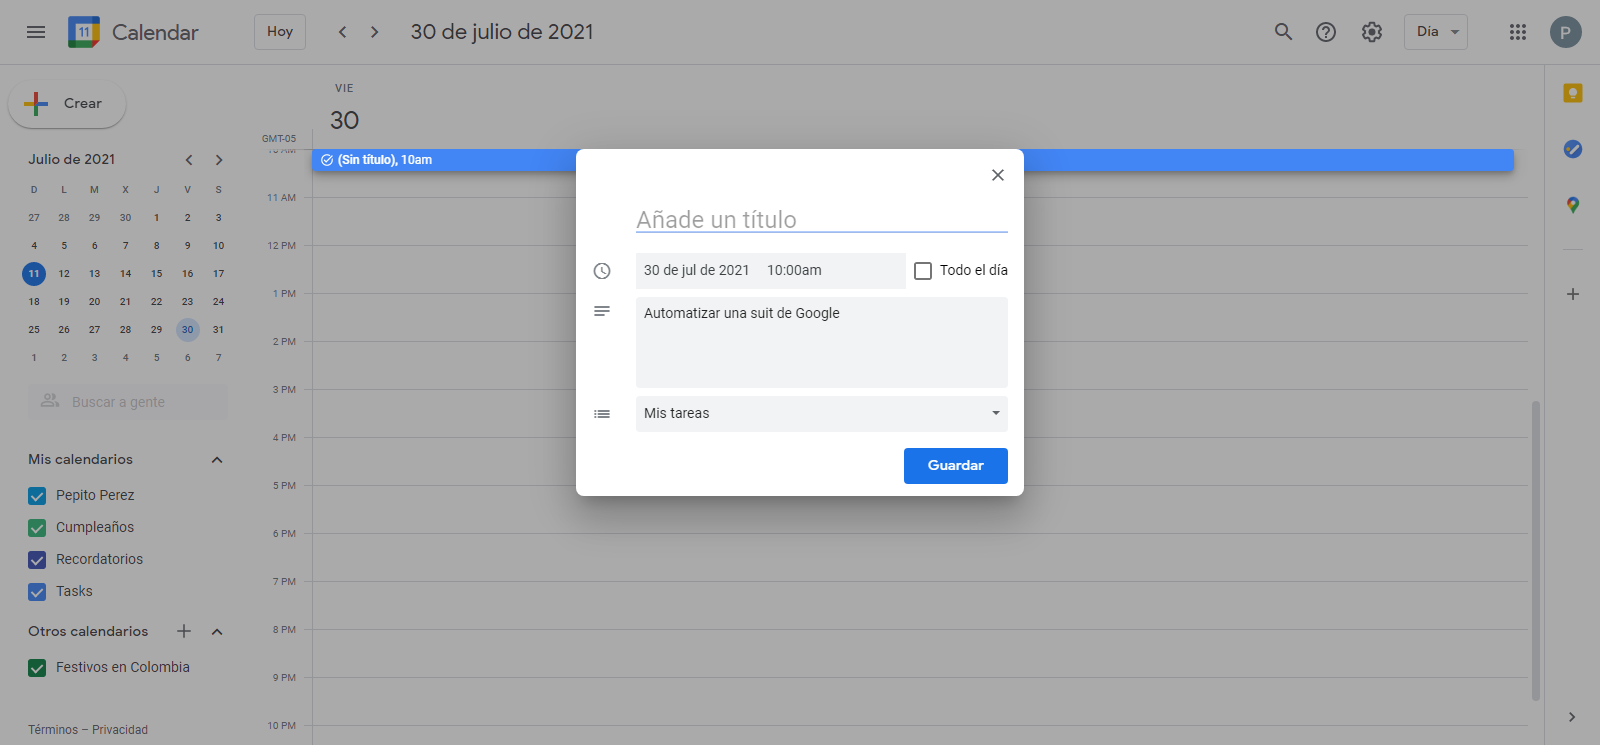 11 Calendar Hoy 30 de julio de 2021 Día P
Crear
VIE
30
GMT-05
Julio de 2021
D L M X J V S
27 28 29 30 1 2 3
4 5 6 7 8 9 10
11 12 13 14 15 16 17
18 19 20 21 22 23 24
25 26 27 28 29 30 31
1 2 3 4 5 6 7
Buscar a gente
Mis calendarios
Pepito Perez
Cumpleaños
Recordatorios
Tasks
Otros calendarios
Festivos en Colombia
Términos – Privacidad
10 AM
(Sin título), 10am
11 AM
12 PM
1 PM
2 PM
3 PM
4 PM
5 PM
6 PM
7 PM
8 PM
9 PM
10 PM
Añade un título
30 de jul de 2021 10:00am Todo el día
Automatizar una suit de Google
Mis tareas
Guardar